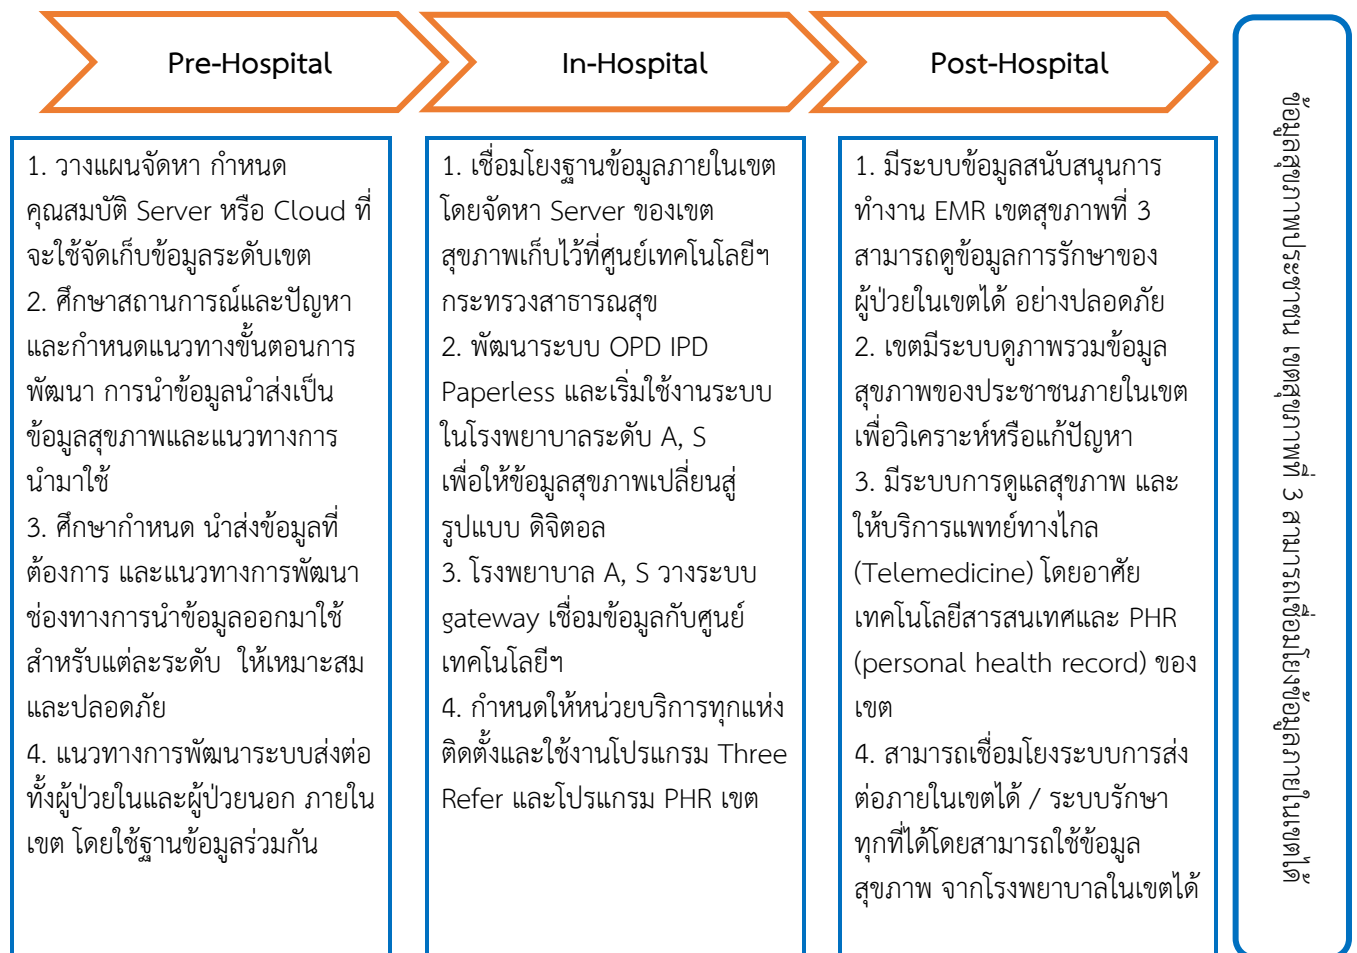 Pre-Hospital
In-Hospital
Post-Hospital
1. วางแผนจัดหา กำหนด
คุณสมบัติ Server หรือ Cloud ที่
จะใช้จัดเก็บข้อมูลระดับเขต
2. ศึกษาสถานการณ์และปัญหา
และกำหนดแนวทางขั้นตอนการ
พัฒนา การนำข้อมูลนำส่งเป็น
ข้อมูลสุขภาพและแนวทางการ
นำมาใช้
3. ศึกษากำหนด นำส่งข้อมูลที่
ต้องการ และแนวทางการพัฒนา
ช่องทางการนำข้อมูลออกมาใช้
สำหรับแต่ละระดับ ให้เหมาะสม
และปลอดภัย
4. แนวทางการพัฒนาระบบส่งต่อ
ทั้งผู้ป่วยในและผู้ป่วยนอก ภายใน
เขต โดยใช้ฐานข้อมูลร่วมกัน
1. เชื่อมโยงฐานข้อมูลภายในเขต
โดยจัดหา Server ของเขต
สุขภาพเก็บไว้ที่ศูนย์เทคโนโลยีฯ
กระทรวงสาธารณสุข
2. พัฒนาระบบ OPD IPD
Paperless และเริ่มใช้งานระบบ
ในโรงพยาบาลระดับ A, S
เพื่อให้ข้อมูลสุขภาพเปลี่ยนสู่
รูปแบบ ดิจิตอล
3. โรงพยาบาล A, S วางระบบ
gateway เชื่อมข้อมูลกับศูนย์
เทคโนโลยีฯ
4. กำหนดให้หน่วยบริการทุกแห่ง
ติดตั้งและใช้งานโปรแกรม Three
Refer และโปรแกรม PHR เขต
1. มีระบบข้อมูลสนับสนุนการ
ทำงาน EMR เขตสุขภาพที่ 3
สามารถดูข้อมูลการรักษาของ
ผู้ป่วยในเขตได้ อย่างปลอดภัย
2. เขตมีระบบดูภาพรวมข้อมูล
สุขภาพของประชาชนภายในเขต
เพื่อวิเคราะห์หรือแก้ปัญหา
3. มีระบบการดูแลสุขภาพ และ
ให้บริการแพทย์ทางไกล
(Telemedicine) โดยอาศัย
เทคโนโลยีสารสนเทศและ PHR
(personal health record) ของ
เขต
4. สามารถเชื่อมโยงระบบการส่ง
ต่อภายในเขตได้ / ระบบรักษา
ทุกที่ได้โดยสามารถใช้ข้อมูล
สุขภาพ จากโรงพยาบาลในเขตได้
ข้อมูลสุขภาพประชาชน เขตสุขภาพที่ 3 สามารถเชื่อมโยงข้อมูลภายในเขตได้